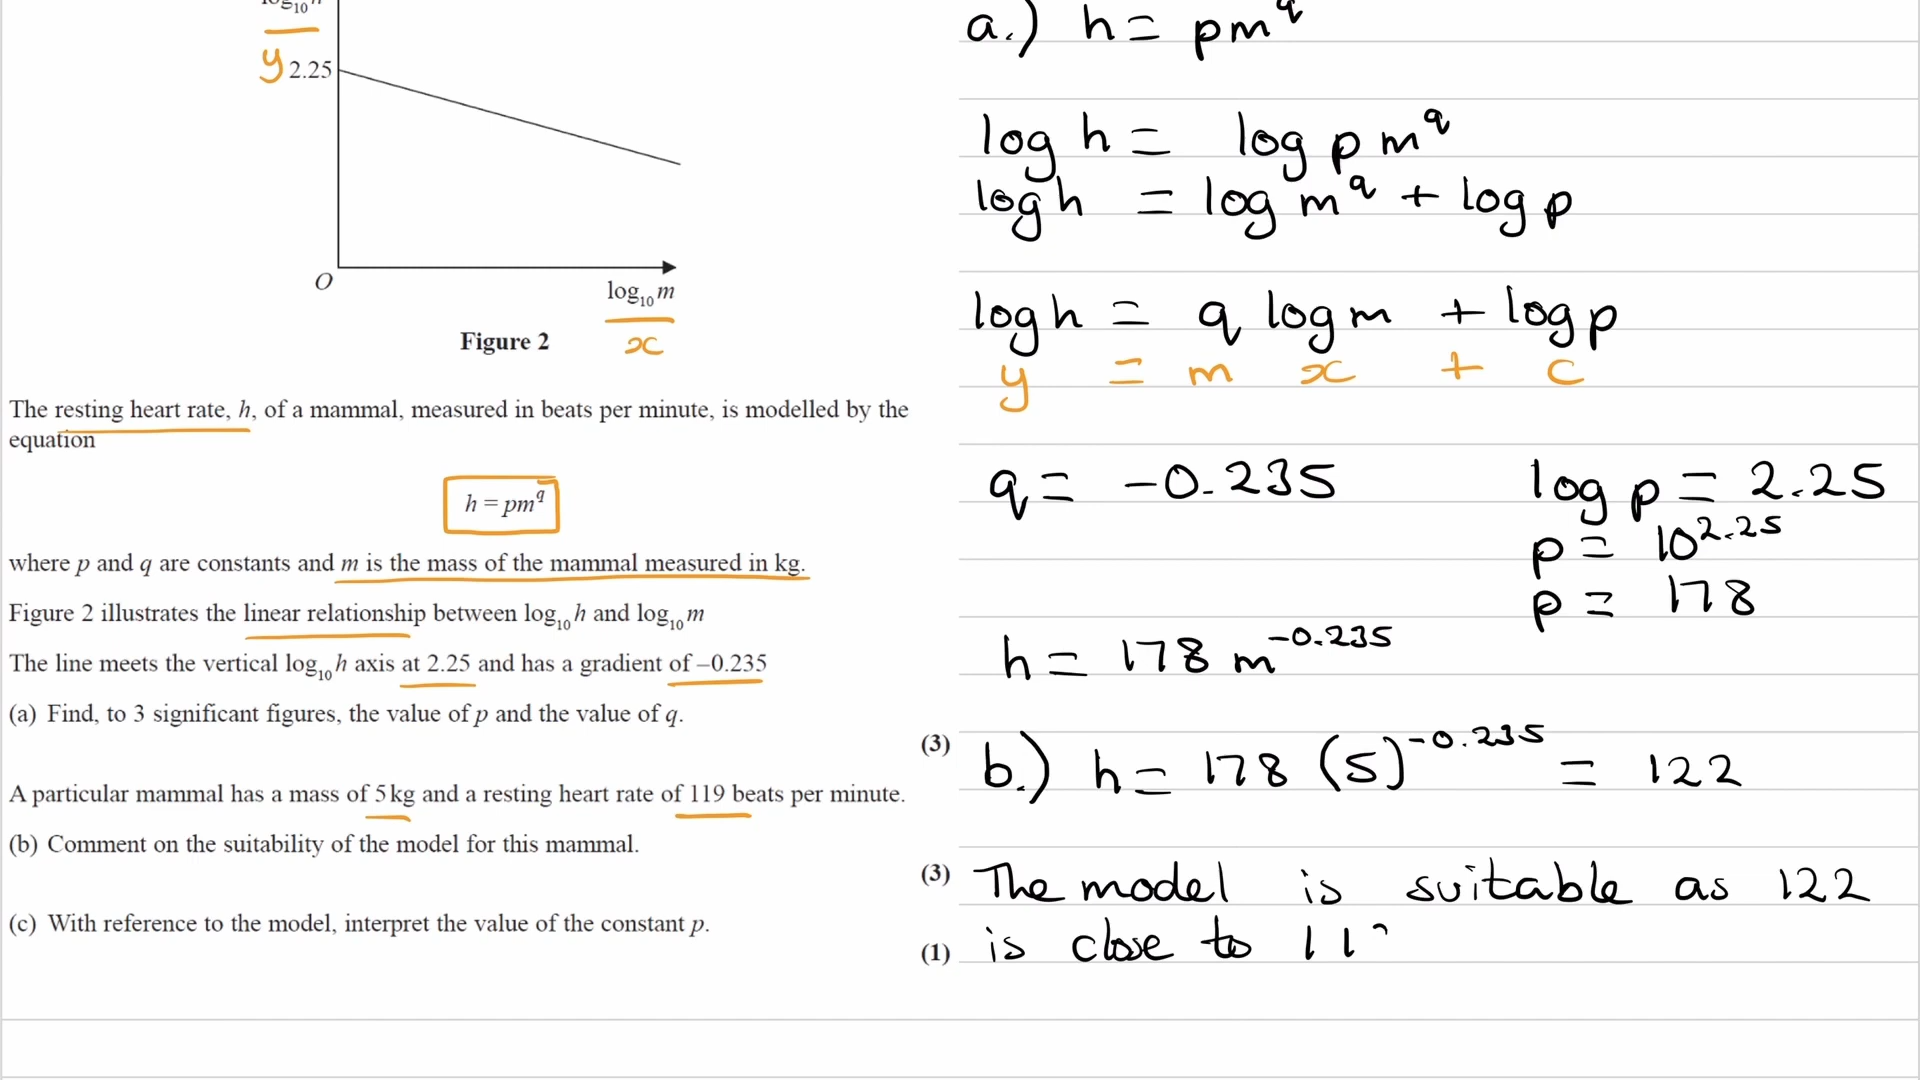 log₁₀h
y 2.25
O
log₁₀ m
x
Figure 2
The resting heart rate, h, of a mammal, measured in beats per minute, is modelled by the
equation
h = pm^q
where p and q are constants and m is the mass of the mammal measured in kg.
Figure 2 illustrates the linear relationship between log₁₀ h and log₁₀ m
The line meets the vertical log₁₀ h axis at 2.25 and has a gradient of –0.235
(a) Find, to 3 significant figures, the value of p and the value of q.
(3)
A particular mammal has a mass of 5 kg and a resting heart rate of 119 beats per minute.
(b) Comment on the suitability of the model for this mammal.
(3)
(c) With reference to the model, interpret the value of the constant p.
(1)
a.) h = pm^q
log h = log p m^q
log h = log m^q + log p
log h = q log m + log p
y = m x + c
q = -0.235
log p = 2.25
p = 10^2.25
p = 178
h = 178 m^-0.235
b.) h = 178 (5)^-0.235 = 122
The model is suitable as 122
is close to 11